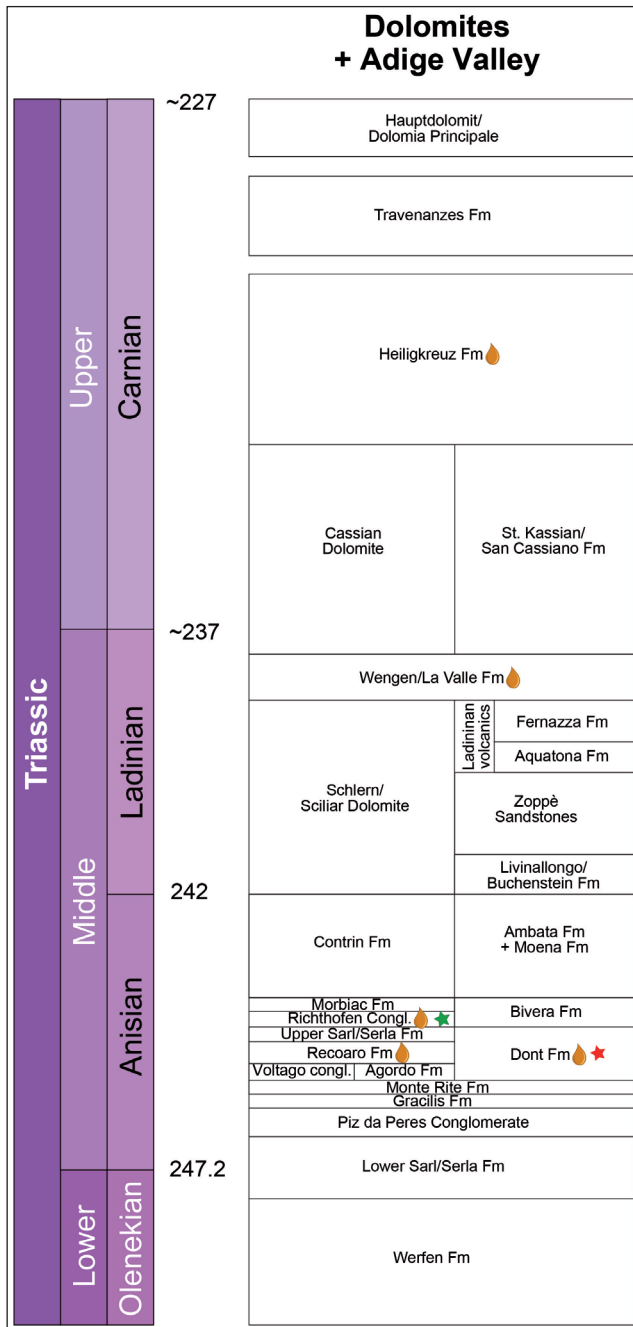 Dolomites
+ Adige Valley
~227
Hauptdolomit/
Dolomia Principale
Travenanzes Fm
Upper
Carnian
Heiligkreuz Fm
Cassian
Dolomite
St. Kassian/
San Cassiano Fm
~237
Triassic
Wengen/La Valle Fm
Middle
Ladinian
Schlern/
Sciliar Dolomite
Ladininan
volcanics
Fernazza Fm
Aquatona Fm
Zoppè
Sandstones
Livinallongo/
Buchenstein Fm
242
Anisian
Contrin Fm
Ambata Fm
+ Moena Fm
Morbiac Fm
Richthofen Congl.
Bivera Fm
Upper Sarl/Serla Fm
Recoaro Fm
Dont Fm
Voltago congl.
Agordo Fm
Monte Rite Fm
Gracilis Fm
Piz da Peres Conglomerate
247.2
Lower Sarl/Serla Fm
Lower
Olenekian
Werfen Fm